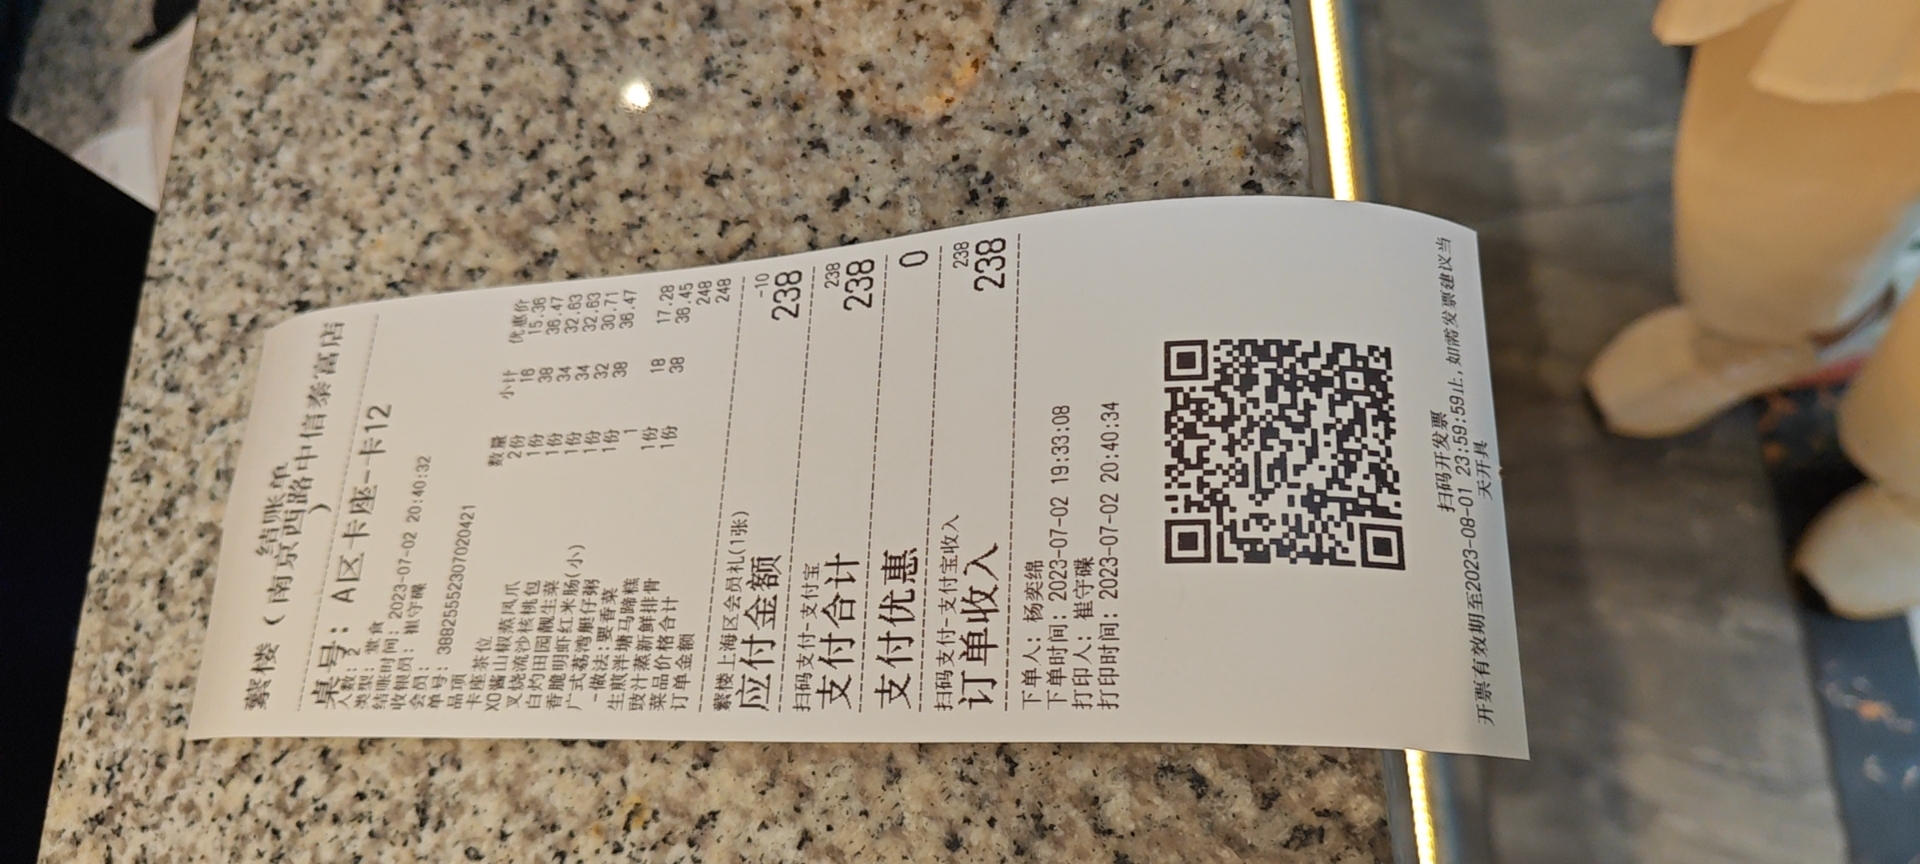 结账单
蘩楼（南京西路中信泰富店
）
桌号：A区卡座-卡12
人数：2
类型：堂食
结账时间：2023-07-02 20:40:32
收银员：崔守碟
会员：
单号：3882555230702​0421
品项 数量 小计 优惠价
卡座茶位 2份 16 15.36
XO酱山椒蒸凤爪 1份 38 36.47
叉烧流沙核桃包 1份 34 32.63
白灼田园靓生菜 1份 34 32.63
香脆明虾红米肠(小) 1份 32 30.71
广式荔湾艇仔粥 1份 38 36.47
-做法:要香菜 1
生煎泮塘马蹄糕 1份 18 17.28
豉汁蒸新鲜排骨 1份 38 36.45
菜品价格合计 248
订单金额 248
蘩楼上海区会员礼(1张) -10
应付金额 238
扫码支付-支付宝 238
支付合计 238
支付优惠 0
扫码支付-支付宝收入 238
订单收入 238
下单人：杨奕绵
下单时间：2023-07-02 19:33:08
打印人：崔守碟
打印时间：2023-07-02 20:40:34
扫码开发票
开票有效期至2023-08-01 23:59:59止,如需发票建议当
天开具